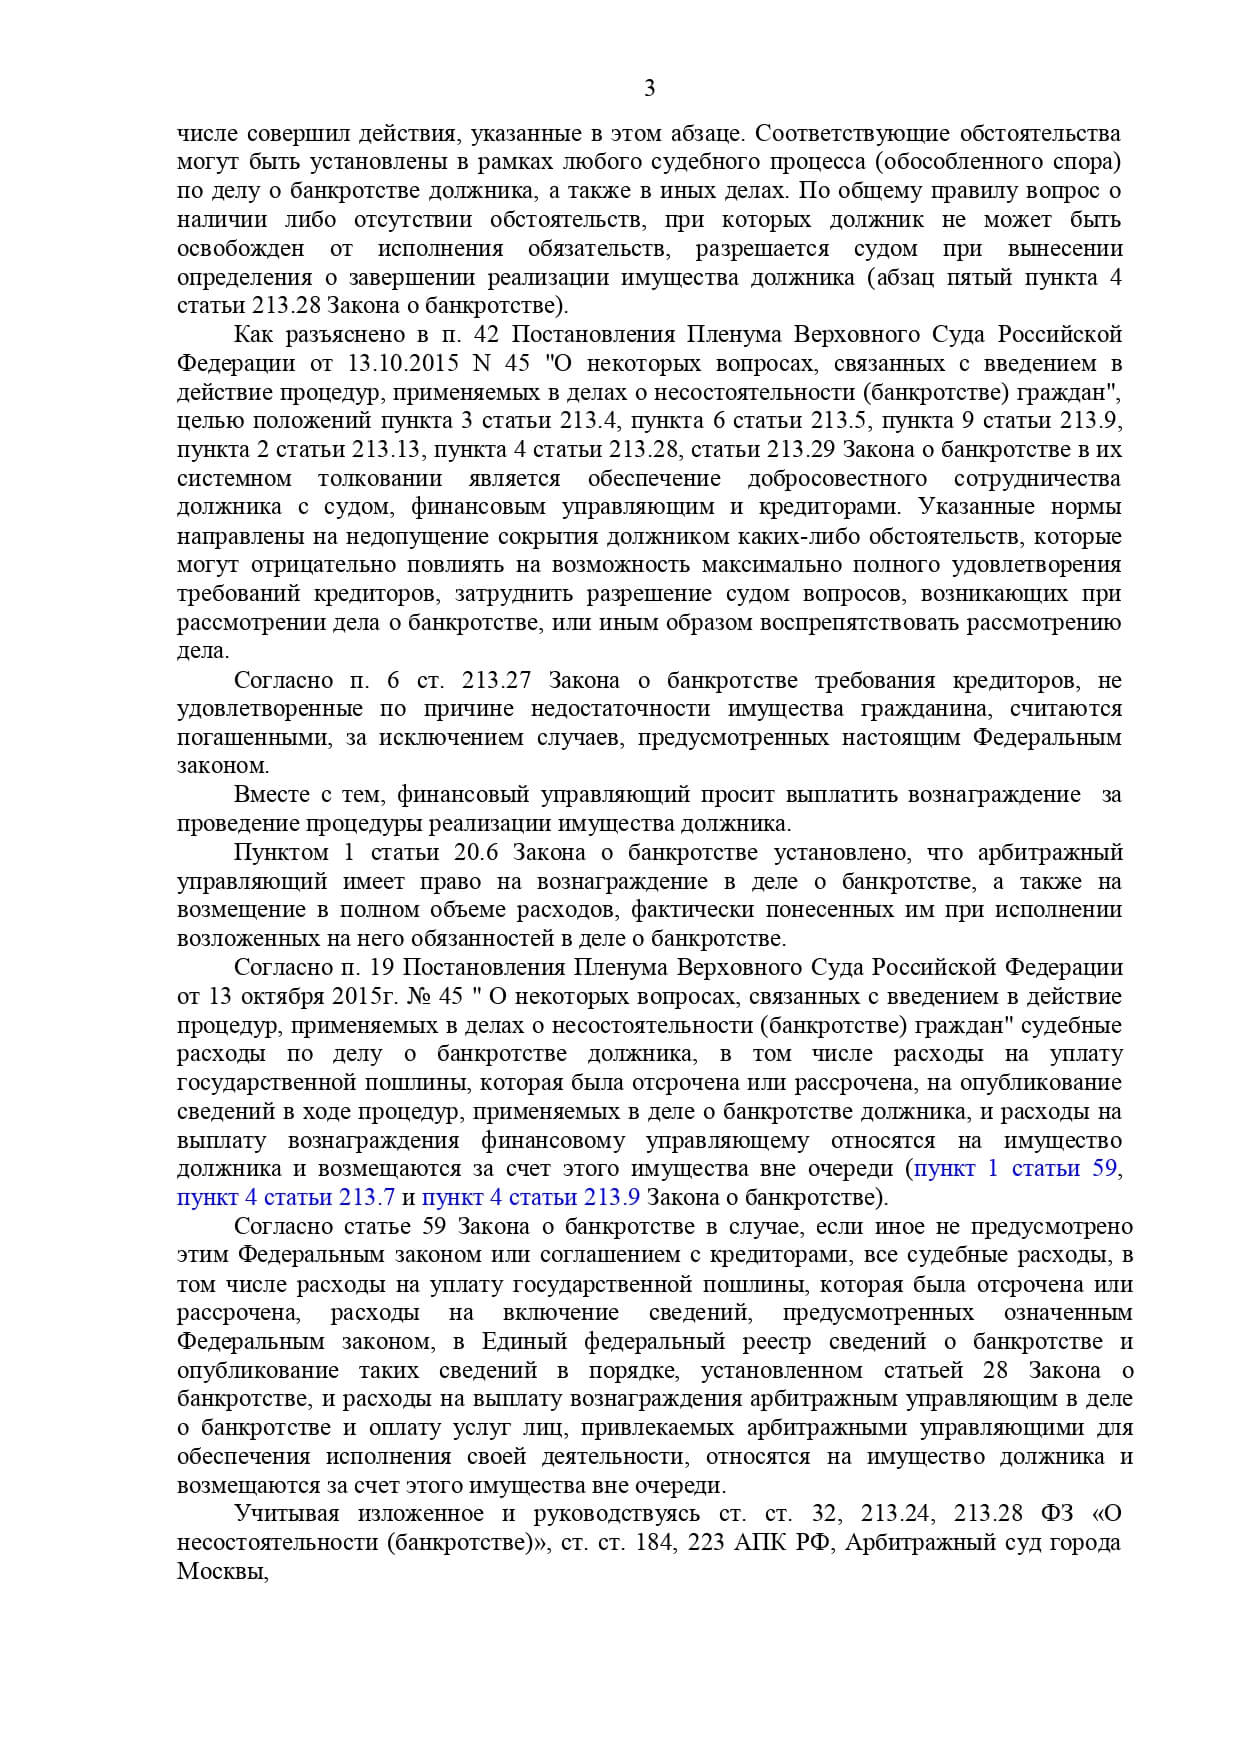 3
числе совершил действия, указанные в этом абзаце. Соответствующие обстоятельства
могут быть установлены в рамках любого судебного процесса (обособленного спора)
по делу о банкротстве должника, а также в иных делах. По общему правилу вопрос о
наличии либо отсутствии обстоятельств, при которых должник не может быть
освобожден от исполнения обязательств, разрешается судом при вынесении
определения о завершении реализации имущества должника (абзац пятый пункта 4
статьи 213.28 Закона о банкротстве).
Как разъяснено в п. 42 Постановления Пленума Верховного Суда Российской
Федерации от 13.10.2015 N 45 "О некоторых вопросах, связанных с введением в
действие процедур, применяемых в делах о несостоятельности (банкротстве) граждан",
целью положений пункта 3 статьи 213.4, пункта 6 статьи 213.5, пункта 9 статьи 213.9,
пункта 2 статьи 213.13, пункта 4 статьи 213.28, статьи 213.29 Закона о банкротстве в их
системном толковании является обеспечение добросовестного сотрудничества
должника с судом, финансовым управляющим и кредиторами. Указанные нормы
направлены на недопущение сокрытия должником каких-либо обстоятельств, которые
могут отрицательно повлиять на возможность максимально полного удовлетворения
требований кредиторов, затруднить разрешение судом вопросов, возникающих при
рассмотрении дела о банкротстве, или иным образом воспрепятствовать рассмотрению
дела.
Согласно п. 6 ст. 213.27 Закона о банкротстве требования кредиторов, не
удовлетворенные по причине недостаточности имущества гражданина, считаются
погашенными, за исключением случаев, предусмотренных настоящим Федеральным
законом.
Вместе с тем, финансовый управляющий просит выплатить вознаграждение за
проведение процедуры реализации имущества должника.
Пунктом 1 статьи 20.6 Закона о банкротстве установлено, что арбитражный
управляющий имеет право на вознаграждение в деле о банкротстве, а также на
возмещение в полном объеме расходов, фактически понесенных им при исполнении
возложенных на него обязанностей в деле о банкротстве.
Согласно п. 19 Постановления Пленума Верховного Суда Российской Федерации
от 13 октября 2015г. № 45 " О некоторых вопросах, связанных с введением в действие
процедур, применяемых в делах о несостоятельности (банкротстве) граждан" судебные
расходы по делу о банкротстве должника, в том числе расходы на уплату
государственной пошлины, которая была отсрочена или рассрочена, на опубликование
сведений в ходе процедур, применяемых в деле о банкротстве должника, и расходы на
выплату вознаграждения финансовому управляющему относятся на имущество
должника и возмещаются за счет этого имущества вне очереди (пункт 1 статьи 59,
пункт 4 статьи 213.7 и пункт 4 статьи 213.9 Закона о банкротстве).
Согласно статье 59 Закона о банкротстве в случае, если иное не предусмотрено
этим Федеральным законом или соглашением с кредиторами, все судебные расходы, в
том числе расходы на уплату государственной пошлины, которая была отсрочена или
рассрочена, расходы на включение сведений, предусмотренных означенным
Федеральным законом, в Единый федеральный реестр сведений о банкротстве и
опубликование таких сведений в порядке, установленном статьей 28 Закона о
банкротстве, и расходы на выплату вознаграждения арбитражным управляющим в деле
о банкротстве и оплату услуг лиц, привлекаемых арбитражными управляющими для
обеспечения исполнения своей деятельности, относятся на имущество должника и
возмещаются за счет этого имущества вне очереди.
Учитывая изложенное и руководствуясь ст. ст. 32, 213.24, 213.28 ФЗ «О
несостоятельности (банкротстве)», ст. ст. 184, 223 АПК РФ, Арбитражный суд города
Москвы,